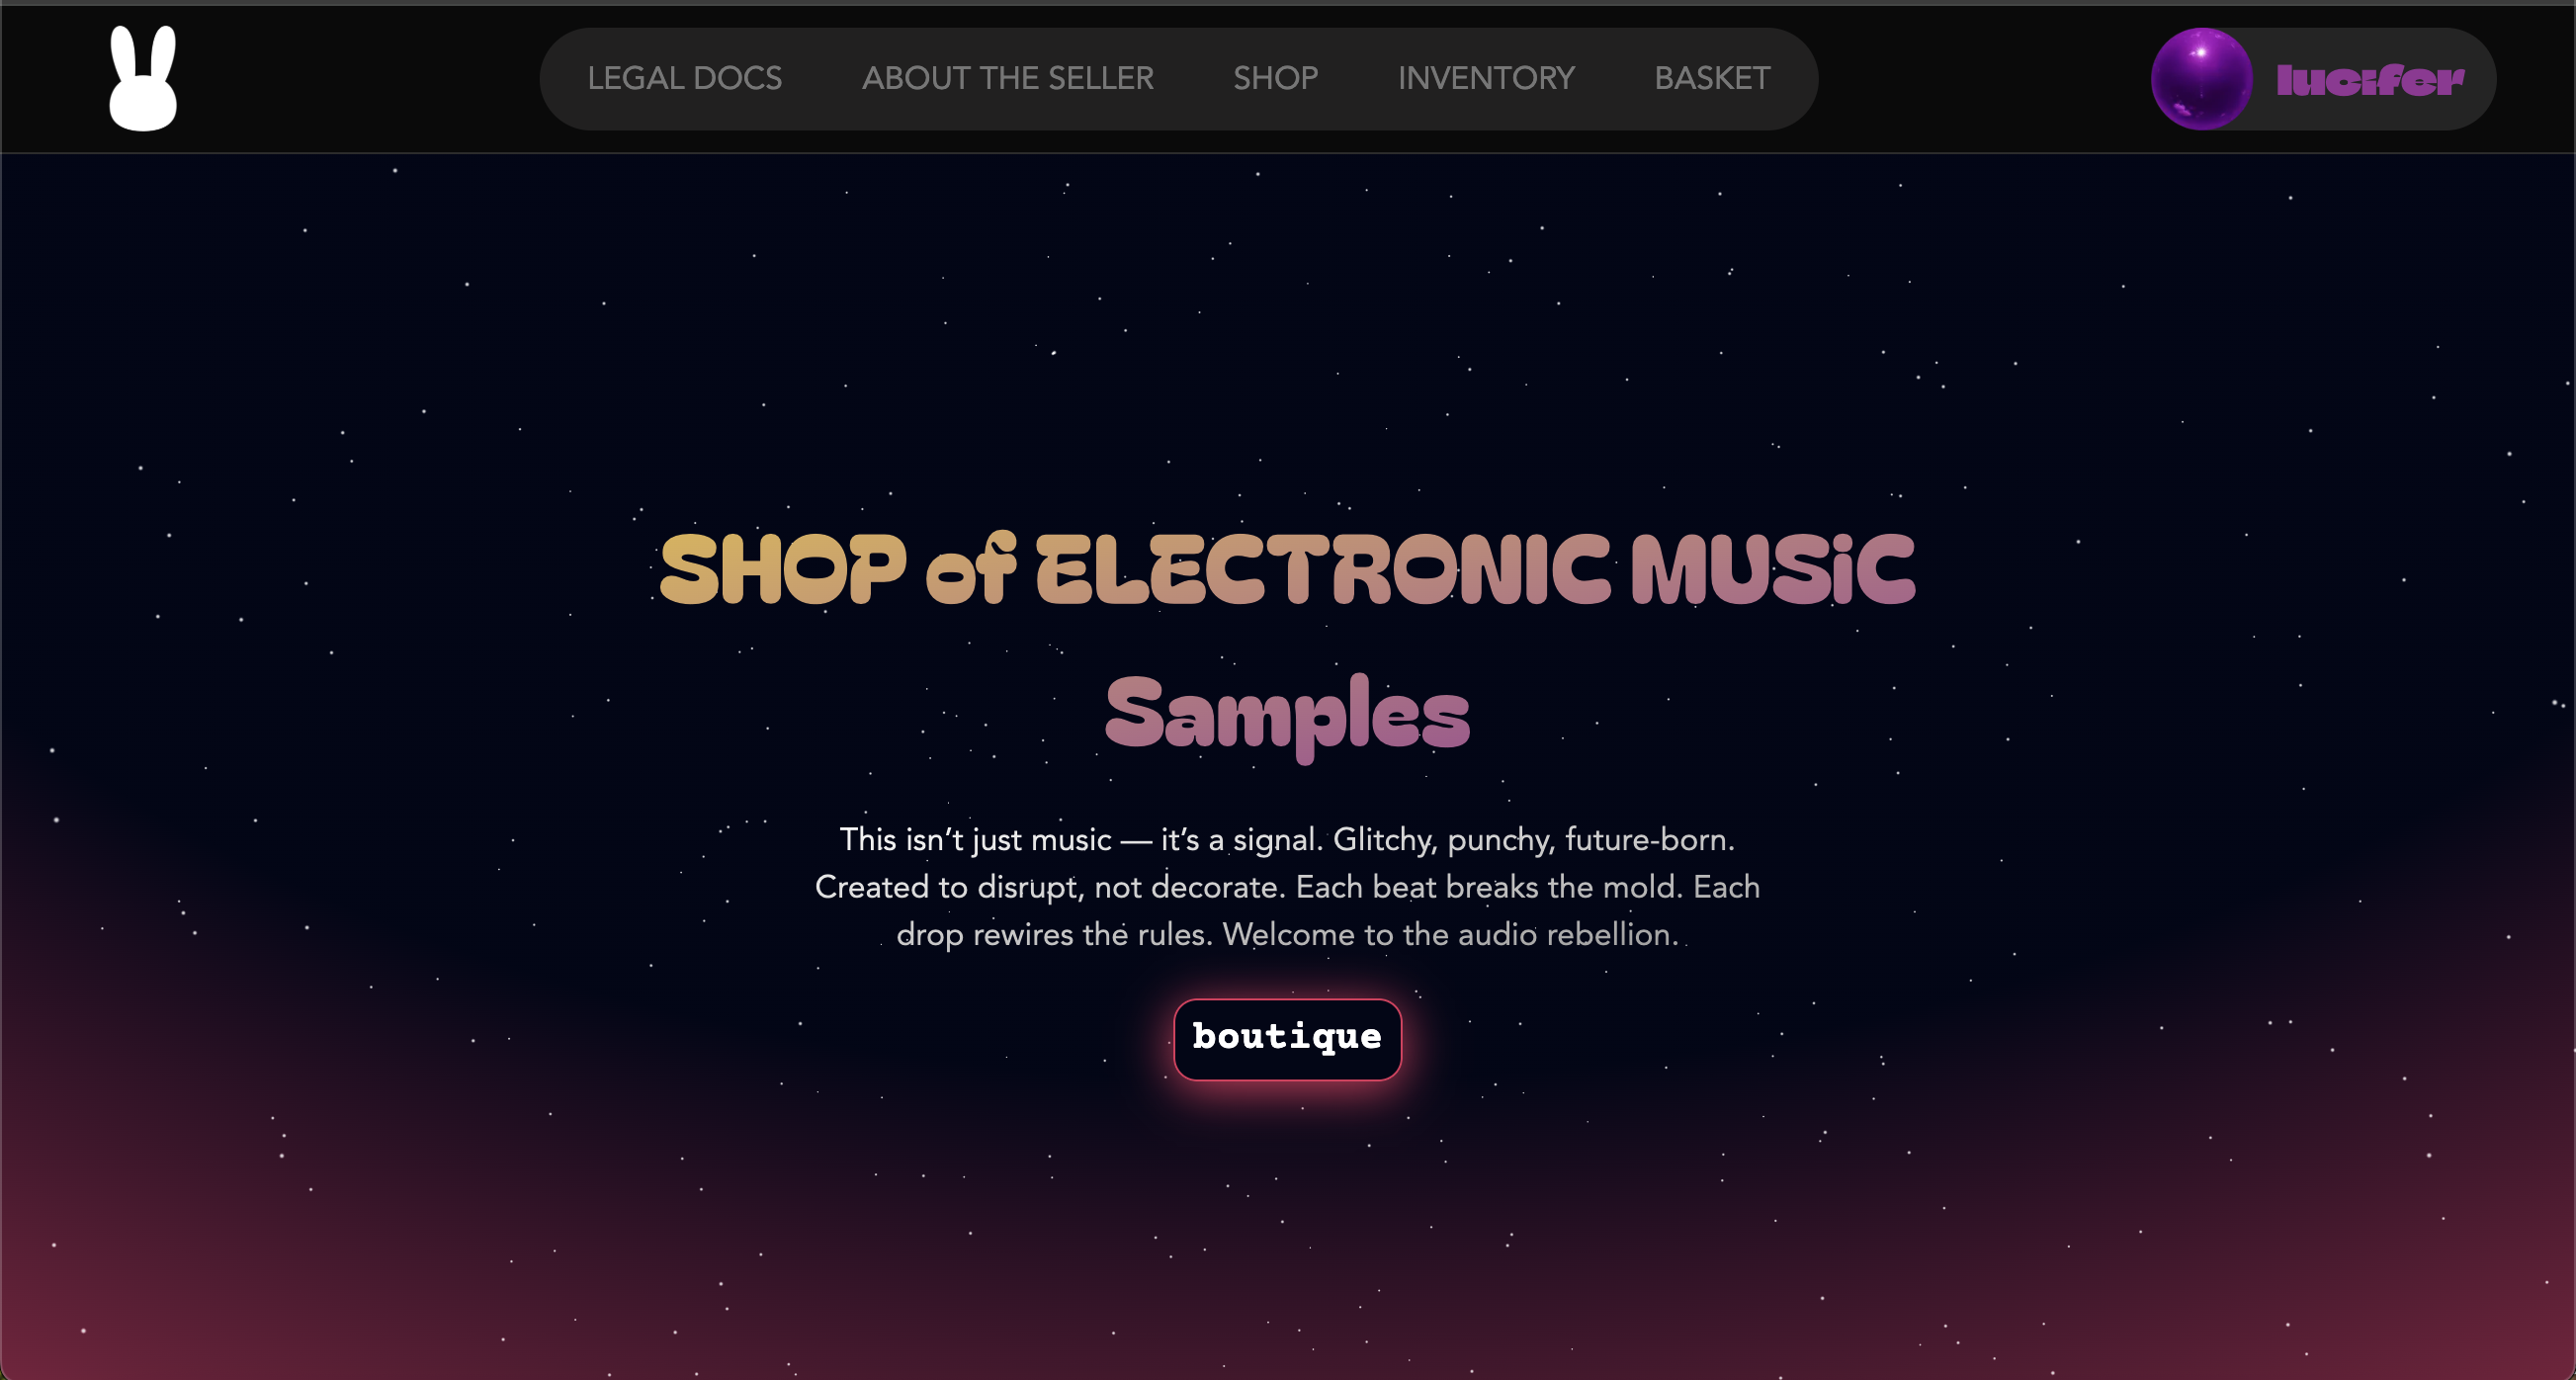 LEGAL DOCS
ABOUT THE SELLER
SHOP
INVENTORY
BASKET
lucifer
SHOP of ELECTRONIC MUSiC
Samples
This isn’t just music — it’s a signal. Glitchy, punchy, future-born.
Created to disrupt, not decorate. Each beat breaks the mold. Each
drop rewires the rules. Welcome to the audio rebellion.
boutique